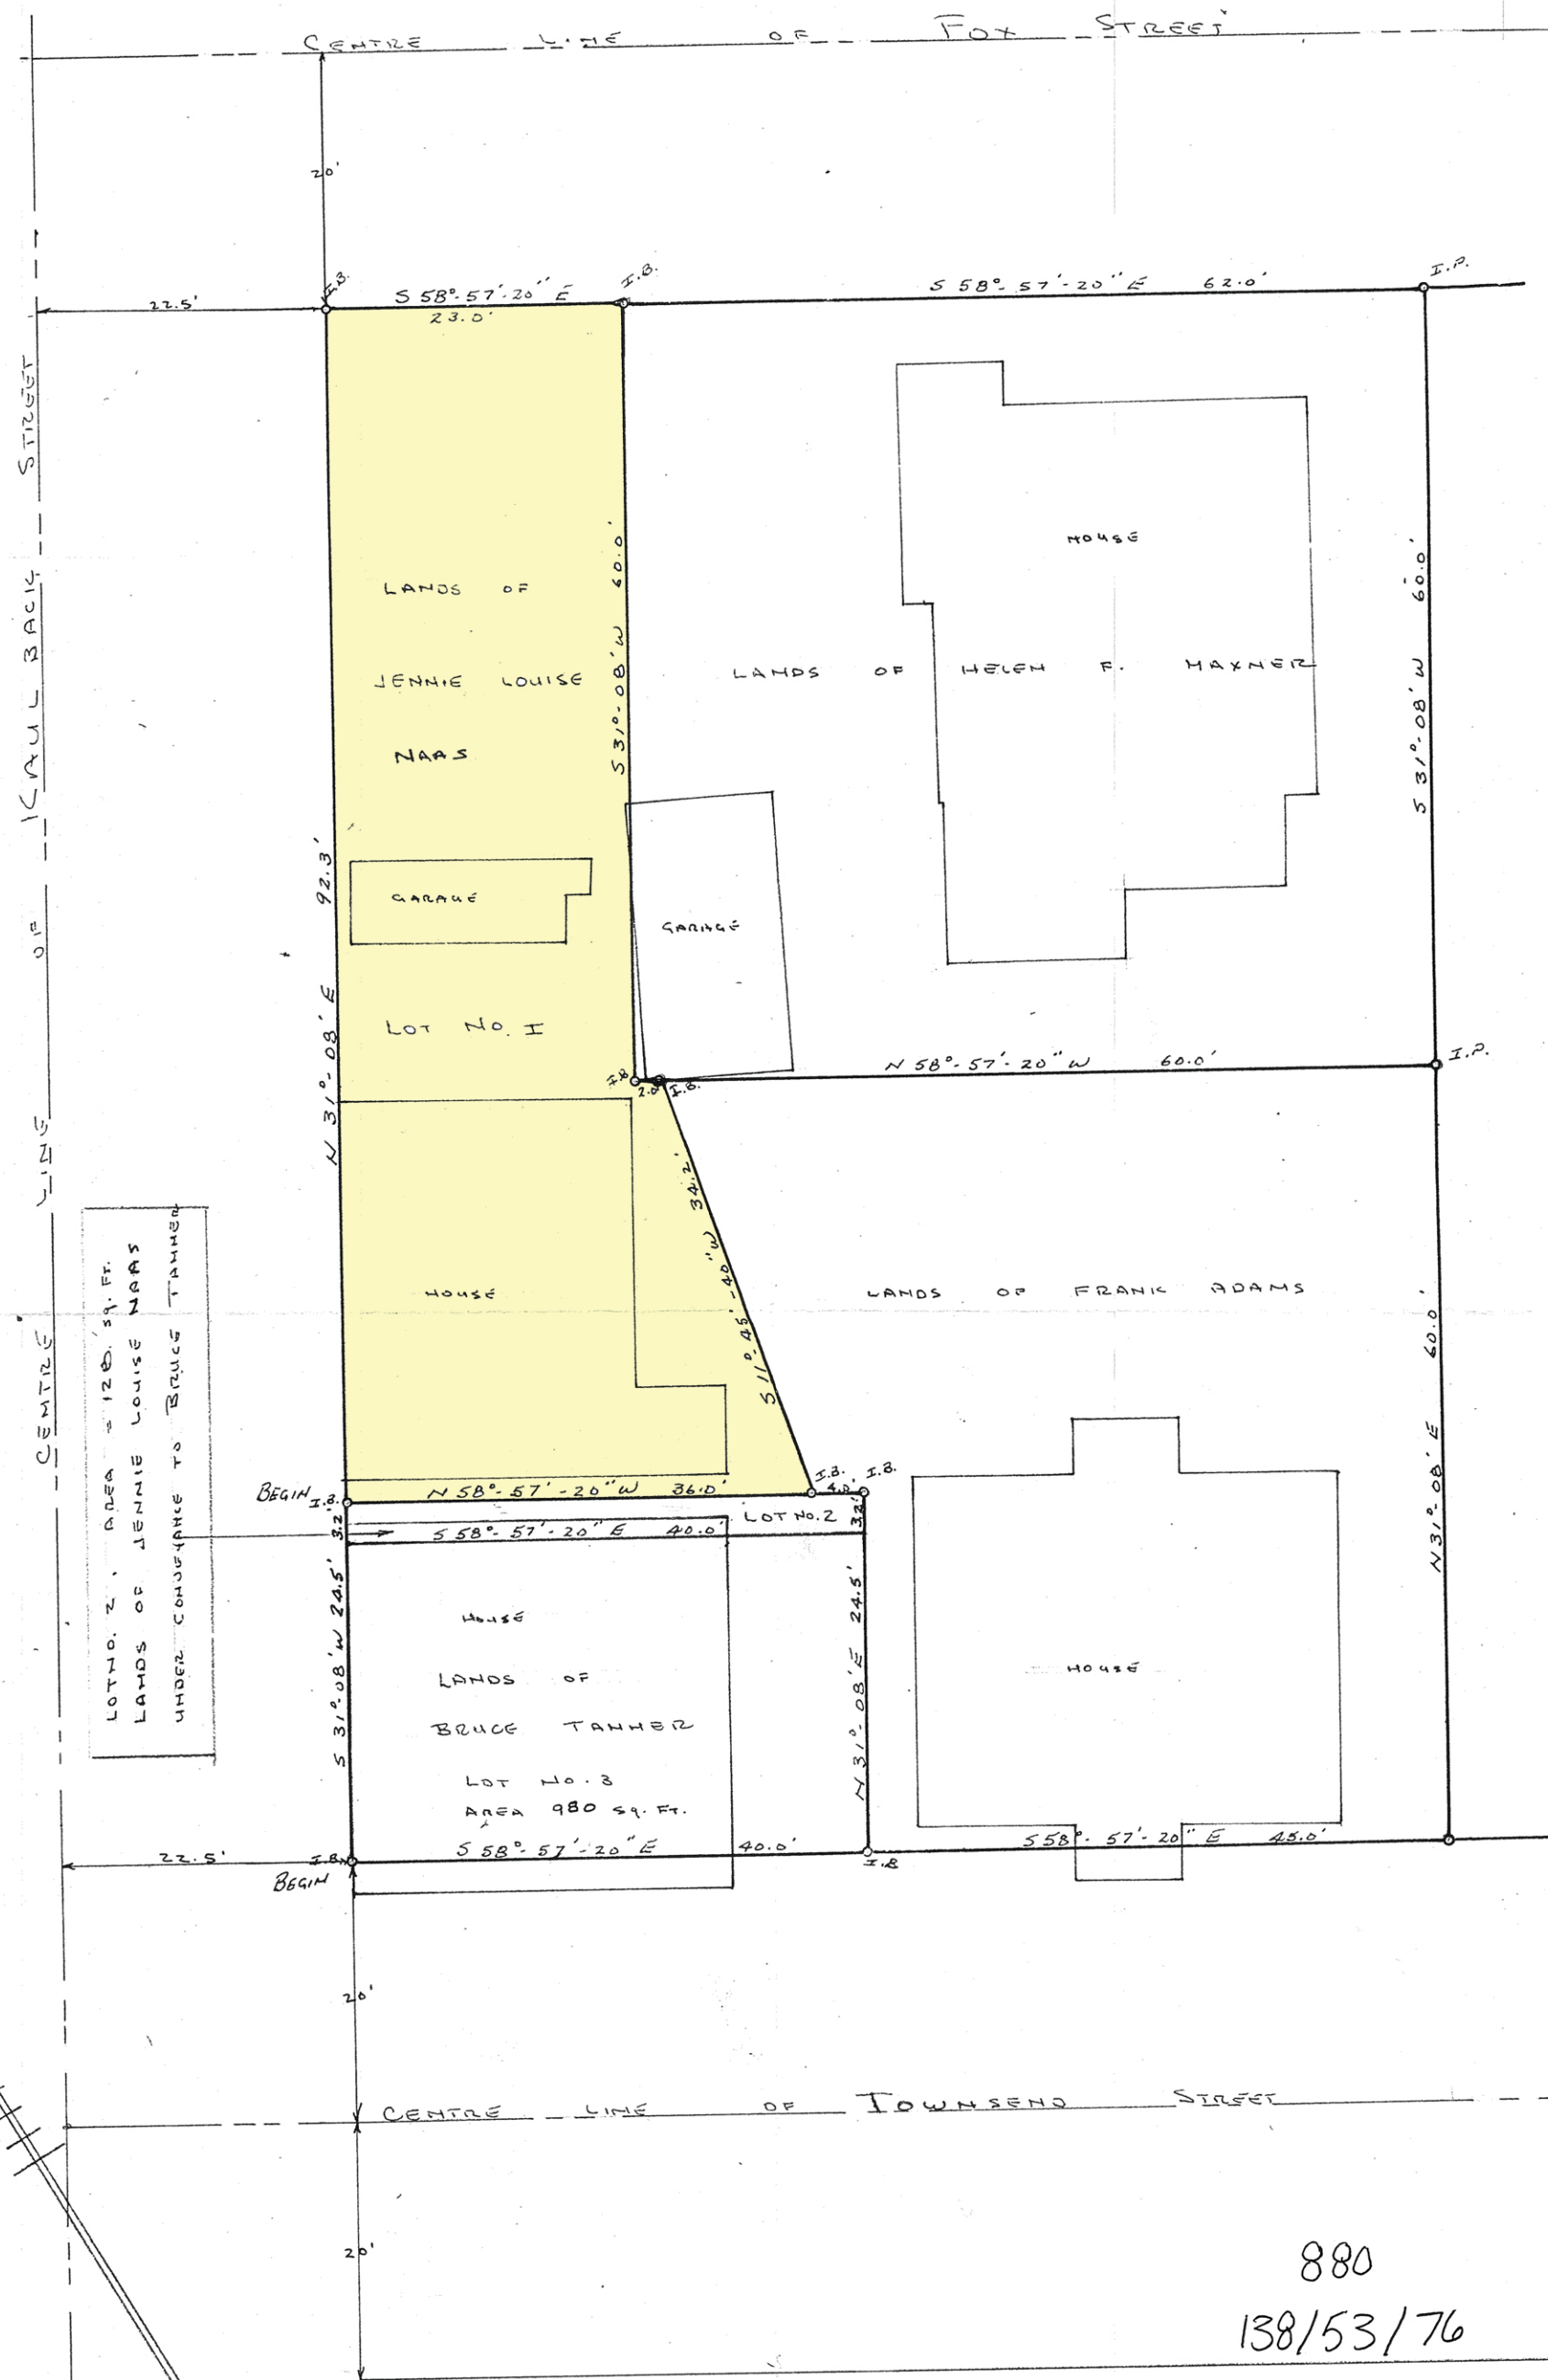 CENTRE LINE OF FOX STREET
20'
I.B.
I.B.
I.P.
22.5'
S 58°-57'-20" E
23.0'
S 58°-57'-20" E 62.0'
CENTRE LINE OF KAULBACK STREET
HOUSE
LANDS OF
JENNIE LOUISE
NAAS
S 31°-08' W 60.0'
LANDS OF HELEN F. MAXNER
S 31°-08' W 60.0'
N 31°-08' E 92.3'
GARAGE
GARAGE
LOT NO. I
I.B.
2.0'
I.B.
N 58°-57'-20" W 60.0'
I.P.
S 11°-45'-40" W 34.2'
HOUSE
LANDS OF FRANK ADAMS
N 31°-08' E 60.0'
LOT NO. 2, AREA = 128 sq. FT.
LANDS OF JENNIE LOUISE NAAS
UNDER CONVEYANCE TO BRUCE TANNER
BEGIN I.B.
N 58°-57'-20" W 36.0'
I.B.
4.0'
I.B.
3.2'
S 58°-57'-20" E 40.0'
LOT NO. 2
3.2'
S 31°-08' W 24.5'
HOUSE
LANDS OF
BRUCE TANNER
LOT NO. 3
AREA 980 sq. FT.
N 31°-08' E 24.5'
HOUSE
22.5'
I.B.
BEGIN
S 58°-57'-20" E 40.0'
I.B
S 58°-57'-20" E 45.0'
20'
CENTRE LINE OF TOWNSEND STREET
20'
880
138/53/76